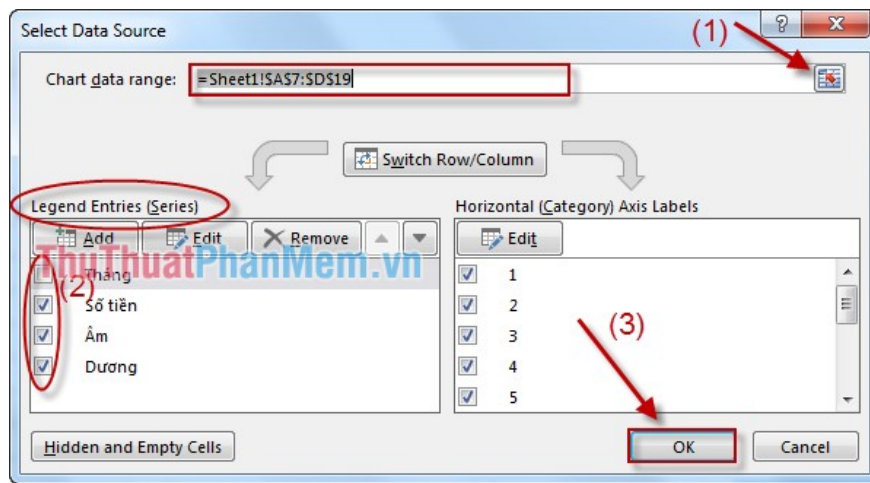 Select Data Source
(1)
Chart data range: =Sheet1!$A$7:$D$19
Switch Row/Column
Legend Entries (Series)
Horizontal (Category) Axis Labels
Add Edit Remove
Edit
ThuThuatPhanMem.vn
(2)
Tháng
Số tiền
Âm
Dương
1
2
3
4
5
(3)
Hidden and Empty Cells
OK
Cancel